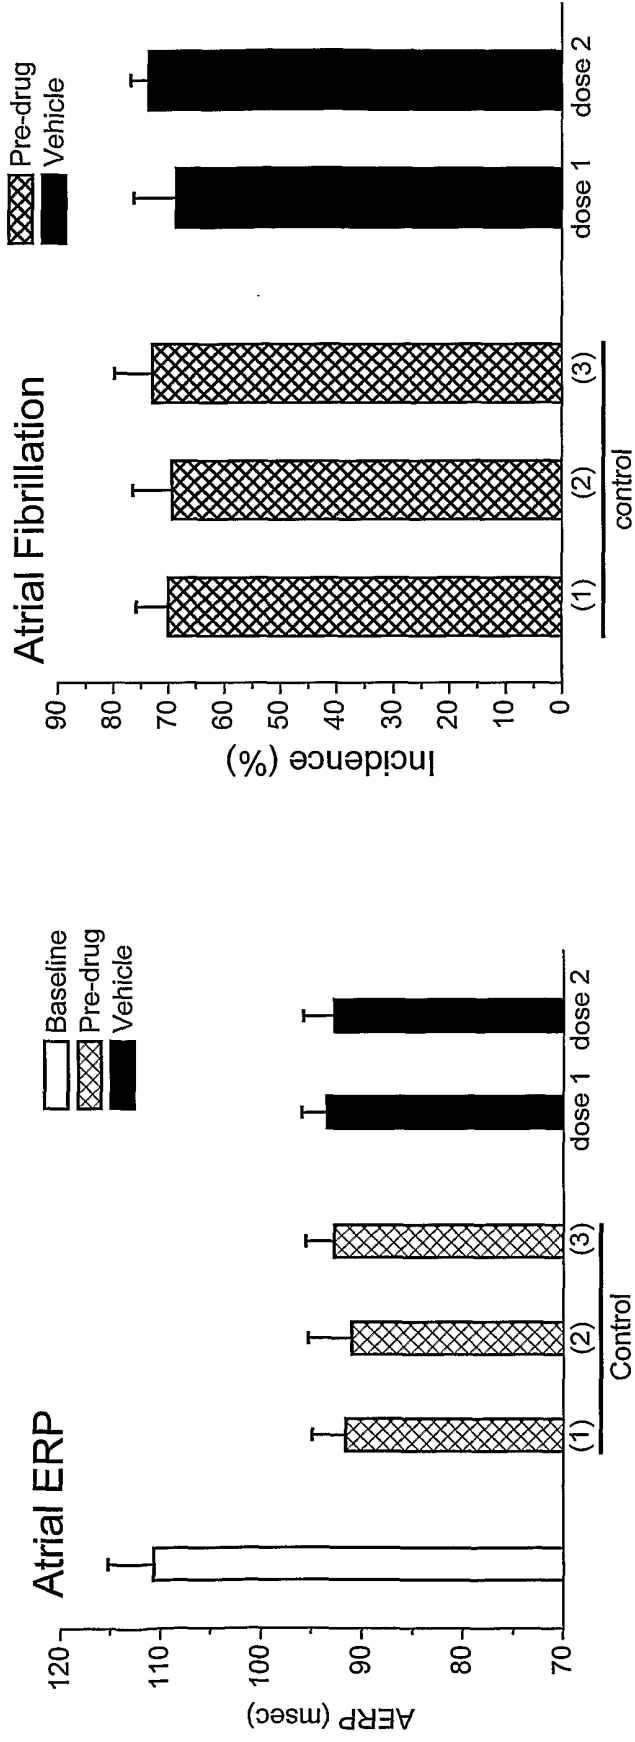 Atrial ERP
Baseline
Pre-drug
Vehicle
120
110
100
90
80
70
AERP (msec)
(1)
(2)
(3)
dose 1
dose 2
Control
Atrial Fibrillation
Pre-drug
Vehicle
90
80
70
60
50
40
30
20
10
0
Incidence (%)
(1)
(2)
(3)
dose 1
dose 2
control